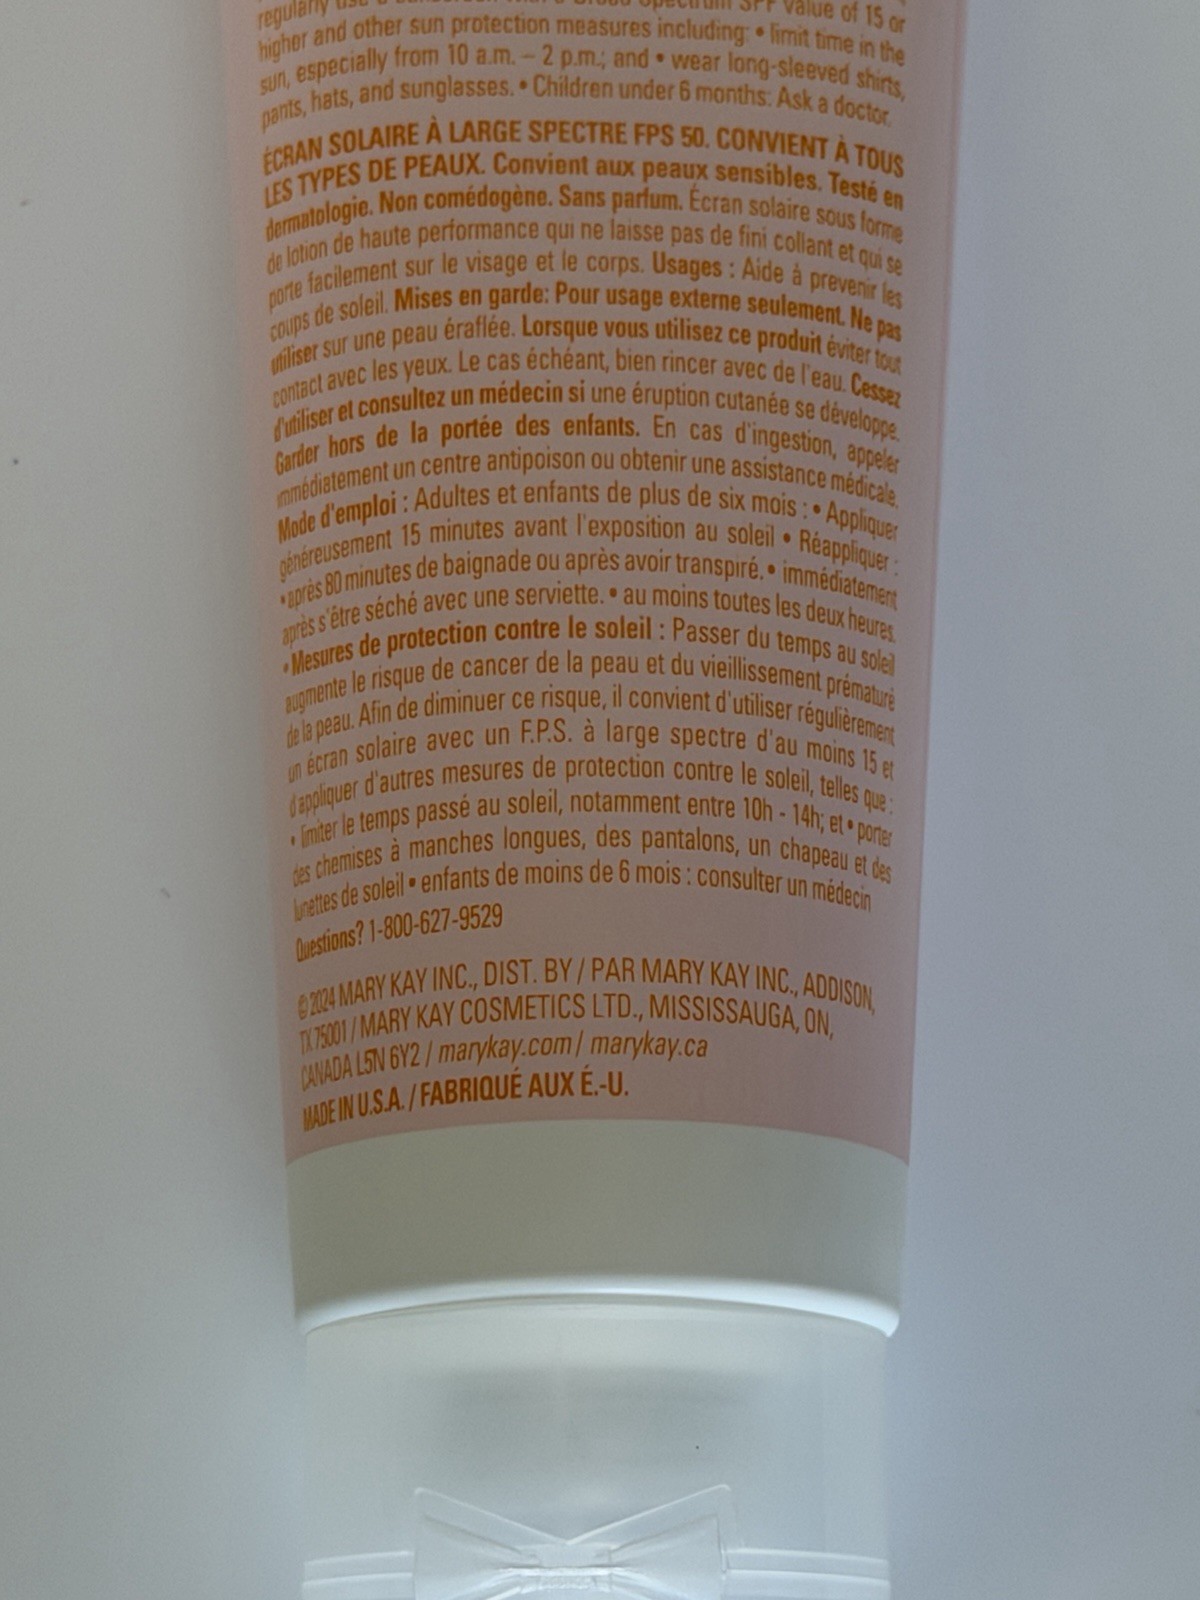 regularly use a sunscreen with a Broad Spectrum SPF value of 15 or
higher and other sun protection measures including: • limit time in the
sun, especially from 10 a.m. – 2 p.m.; and • wear long-sleeved shirts,
pants, hats, and sunglasses. • Children under 6 months: Ask a doctor.
ÉCRAN SOLAIRE À LARGE SPECTRE FPS 50. CONVIENT À TOUS
LES TYPES DE PEAUX. Convient aux peaux sensibles. Testé en
dermatologie. Non comédogène. Sans parfum. Écran solaire sous forme
de lotion de haute performance qui ne laisse pas de fini collant et qui se
porte facilement sur le visage et le corps. Usages : Aide à prevenir les
coups de soleil. Mises en garde: Pour usage externe seulement. Ne pas
utiliser sur une peau éraflée. Lorsque vous utilisez ce produit éviter tout
contact avec les yeux. Le cas échéant, bien rincer avec de l'eau. Cessez
d'utiliser et consultez un médecin si une éruption cutanée se développe.
Garder hors de la portée des enfants. En cas d'ingestion, appeler
immédiatement un centre antipoison ou obtenir une assistance médicale.
Mode d'emploi : Adultes et enfants de plus de six mois : • Appliquer
généreusement 15 minutes avant l'exposition au soleil • Réappliquer :
• après 80 minutes de baignade ou après avoir transpiré. • immédiatement
après s'être séché avec une serviette. • au moins toutes les deux heures.
• Mesures de protection contre le soleil : Passer du temps au soleil
augmente le risque de cancer de la peau et du vieillissement prématuré
de la peau. Afin de diminuer ce risque, il convient d'utiliser régulièrement
un écran solaire avec un F.P.S. à large spectre d'au moins 15 et
d'appliquer d'autres mesures de protection contre le soleil, telles que :
• limiter le temps passé au soleil, notamment entre 10h - 14h; et • porter
des chemises à manches longues, des pantalons, un chapeau et des
lunettes de soleil • enfants de moins de 6 mois : consulter un médecin
Questions? 1-800-627-9529
© 2024 MARY KAY INC., DIST. BY / PAR MARY KAY INC., ADDISON,
TX 75001 / MARY KAY COSMETICS LTD., MISSISSAUGA, ON,
CANADA L5N 6Y2 / marykay.com / marykay.ca
MADE IN U.S.A. / FABRIQUÉ AUX É.-U.